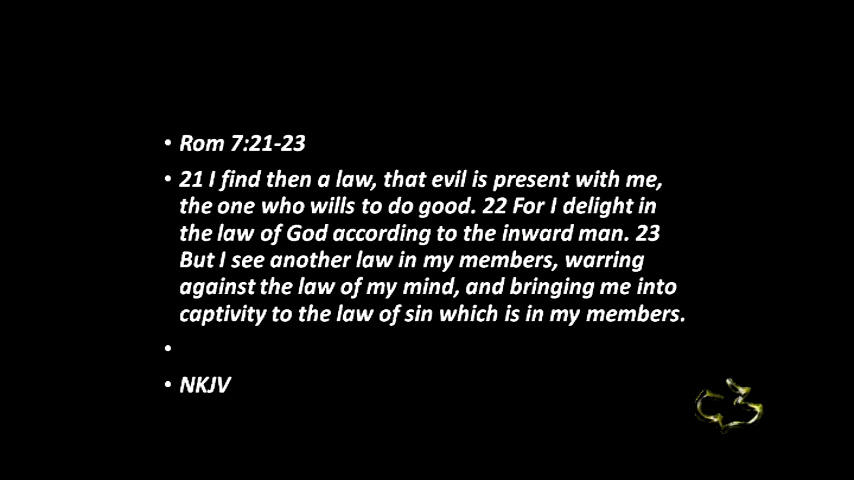 • Rom 7:21-23
• 21 I find then a law, that evil is present with me,
the one who wills to do good. 22 For I delight in
the law of God according to the inward man. 23
But I see another law in my members, warring
against the law of my mind, and bringing me into
captivity to the law of sin which is in my members.
•
• NKJV
C3